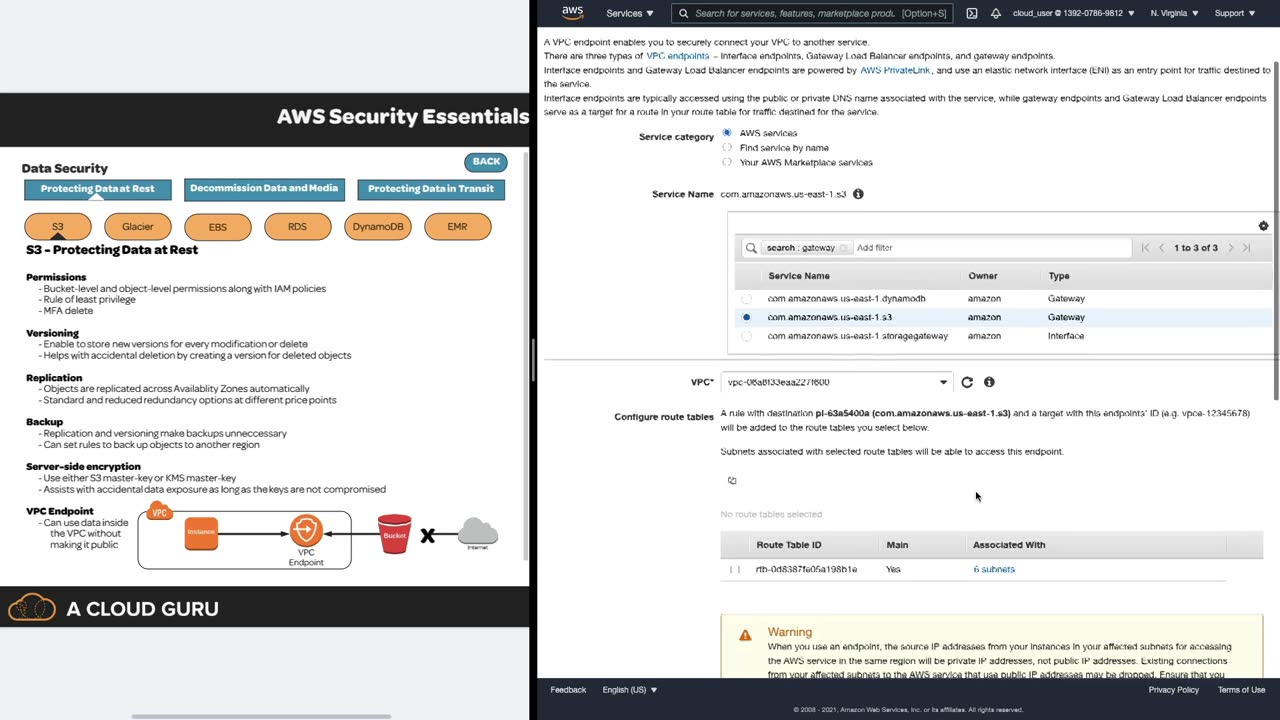 AWS Security Essentials
Data Security
BACK
Protecting Data at Rest
Decommission Data and Media
Protecting Data in Transit
S3
Glacier
EBS
RDS
DynamoDB
EMR
S3 - Protecting Data at Rest
Permissions
- Bucket-level and object-level permissions along with IAM policies
- Rule of least privilege
- MFA delete
Versioning
- Enable to store new versions for every modification or delete
- Helps with accidental deletion by creating a version for deleted objects
Replication
- Objects are replicated across Availablity Zones automatically
- Standard and reduced redundancy options at different price points
Backup
- Replication and versioning make backups unneccessary
- Can set rules to back up objects to another region
Server-side encryption
- Use either S3 master-key or KMS master-key
- Assists with accidental data exposure as long as the keys are not compromised
VPC Endpoint
- Can use data inside
the VPC without
making it public
VPC
Instance
VPC
Endpoint
Bucket
X
Internet
A CLOUD GURU
aws
Services
Search for services, features, marketplace produ. [Option+S]
cloud_user @ 1392-0786-9812
N. Virginia
Support
A VPC endpoint enables you to securely connect your VPC to another service.
There are three types of VPC endpoints – Interface endpoints, Gateway Load Balancer endpoints, and gateway endpoints.
Interface endpoints and Gateway Load Balancer endpoints are powered by AWS PrivateLink, and use an elastic network interface (ENI) as an entry point for traffic destined to
the service.
Interface endpoints are typically accessed using the public or private DNS name associated with the service, while gateway endpoints and Gateway Load Balancer endpoints
serve as a target for a route in your route table for traffic destined for the service.
Service category
AWS services
Find service by name
Your AWS Marketplace services
Service Name com.amazonaws.us-east-1.s3
search : gateway Add filter
1 to 3 of 3
Service Name Owner Type
com.amazonaws.us-east-1.dynamodb amazon Gateway
com.amazonaws.us-east-1.s3 amazon Gateway
com.amazonaws.us-east-1.storagegateway amazon Interface
VPC* vpc-06a6f33eaa227f600
Configure route tables A rule with destination pl-63a5400a (com.amazonaws.us-east-1.s3) and a target with this endpoints' ID (e.g. vpce-12345678)
will be added to the route tables you select below.
Subnets associated with selected route tables will be able to access this endpoint.
No route tables selected
Route Table ID Main Associated With
rtb-0d8387fe05a198b1e Yes 6 subnets
Warning
When you use an endpoint, the source IP addresses from your instances in your affected subnets for accessing
the AWS service in the same region will be private IP addresses, not public IP addresses. Existing connections
from your affected subnets to the AWS service that use public IP addresses may be dropped. Ensure that you
Feedback
English (US)
Privacy Policy
Terms of Use
© 2008 - 2021, Amazon Web Services, Inc. or its affiliates. All rights reserved.